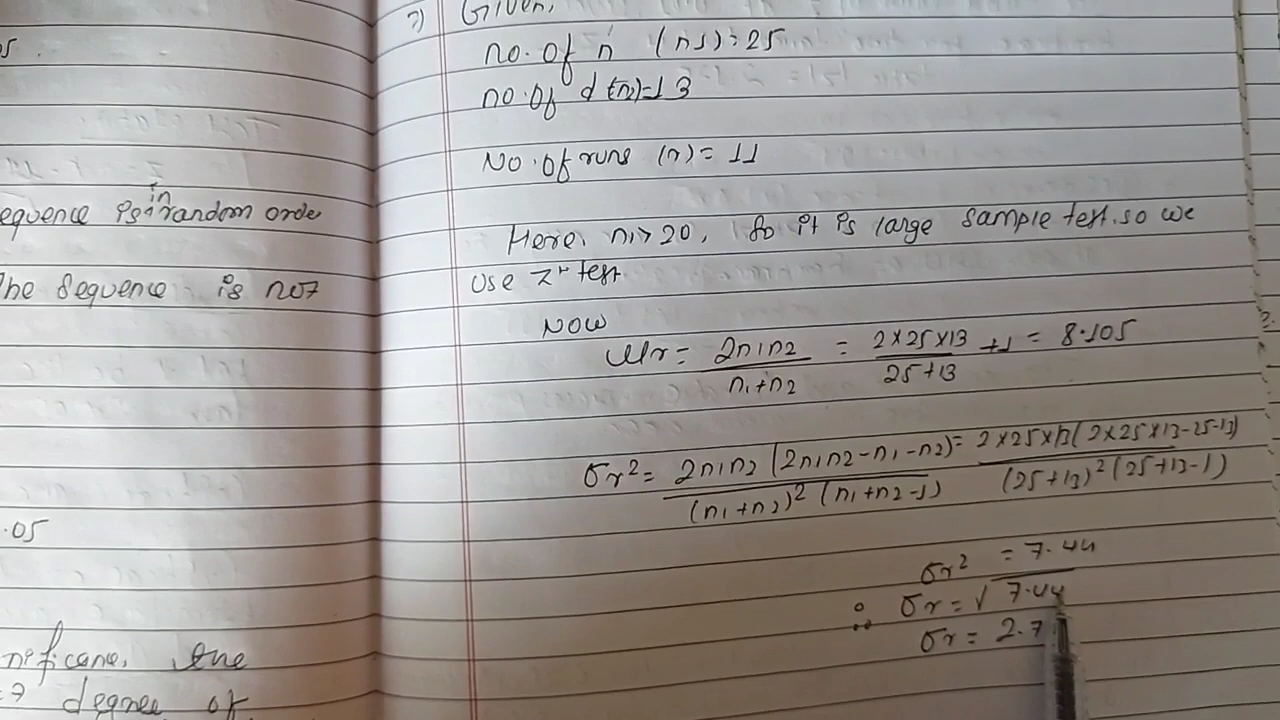 05.
equence is in random order
The sequence is not
.05
nificane, the
degree of
7) Given,
no. of n (n1) = 25
no. of d (n2) = 13
No. of runs (r) = 11
Here, n1 > 20, So it is large sample test. so we
use Z test
Now
μr = 2n1n2 / n1+n2 = 2×25×13 / 25+13 +1 = 8.105
σr² = 2n1n2 (2n1n2-n1-n2) / (n1+n2)² (n1+n2-1) = 2×25×13 (2×25×13-25-13) / (25+13)² (25+13-1)
σr² = 7.44
∴ σr = √7.44
σr = 2.7